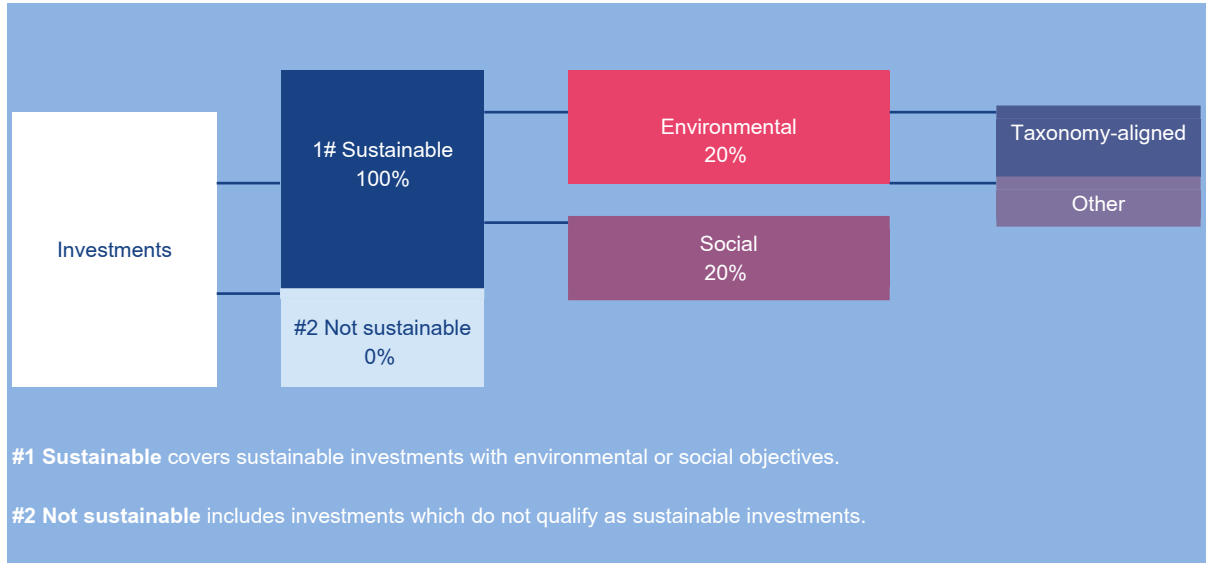 Investments
1# Sustainable
100%
#2 Not sustainable
0%
Environmental
20%
Social
20%
Taxonomy-aligned
Other
#1 Sustainable covers sustainable investments with environmental or social objectives.
#2 Not sustainable includes investments which do not qualify as sustainable investments.